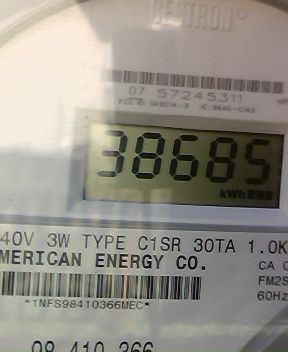 CENTRON
07 57245311
38685
kWh
40V 3W TYPE C1SR 30TA 1.0K
MERICAN ENERGY CO.
CA 0
FM2S
60Hz
*1NFS98410366MEC*
98 410 366